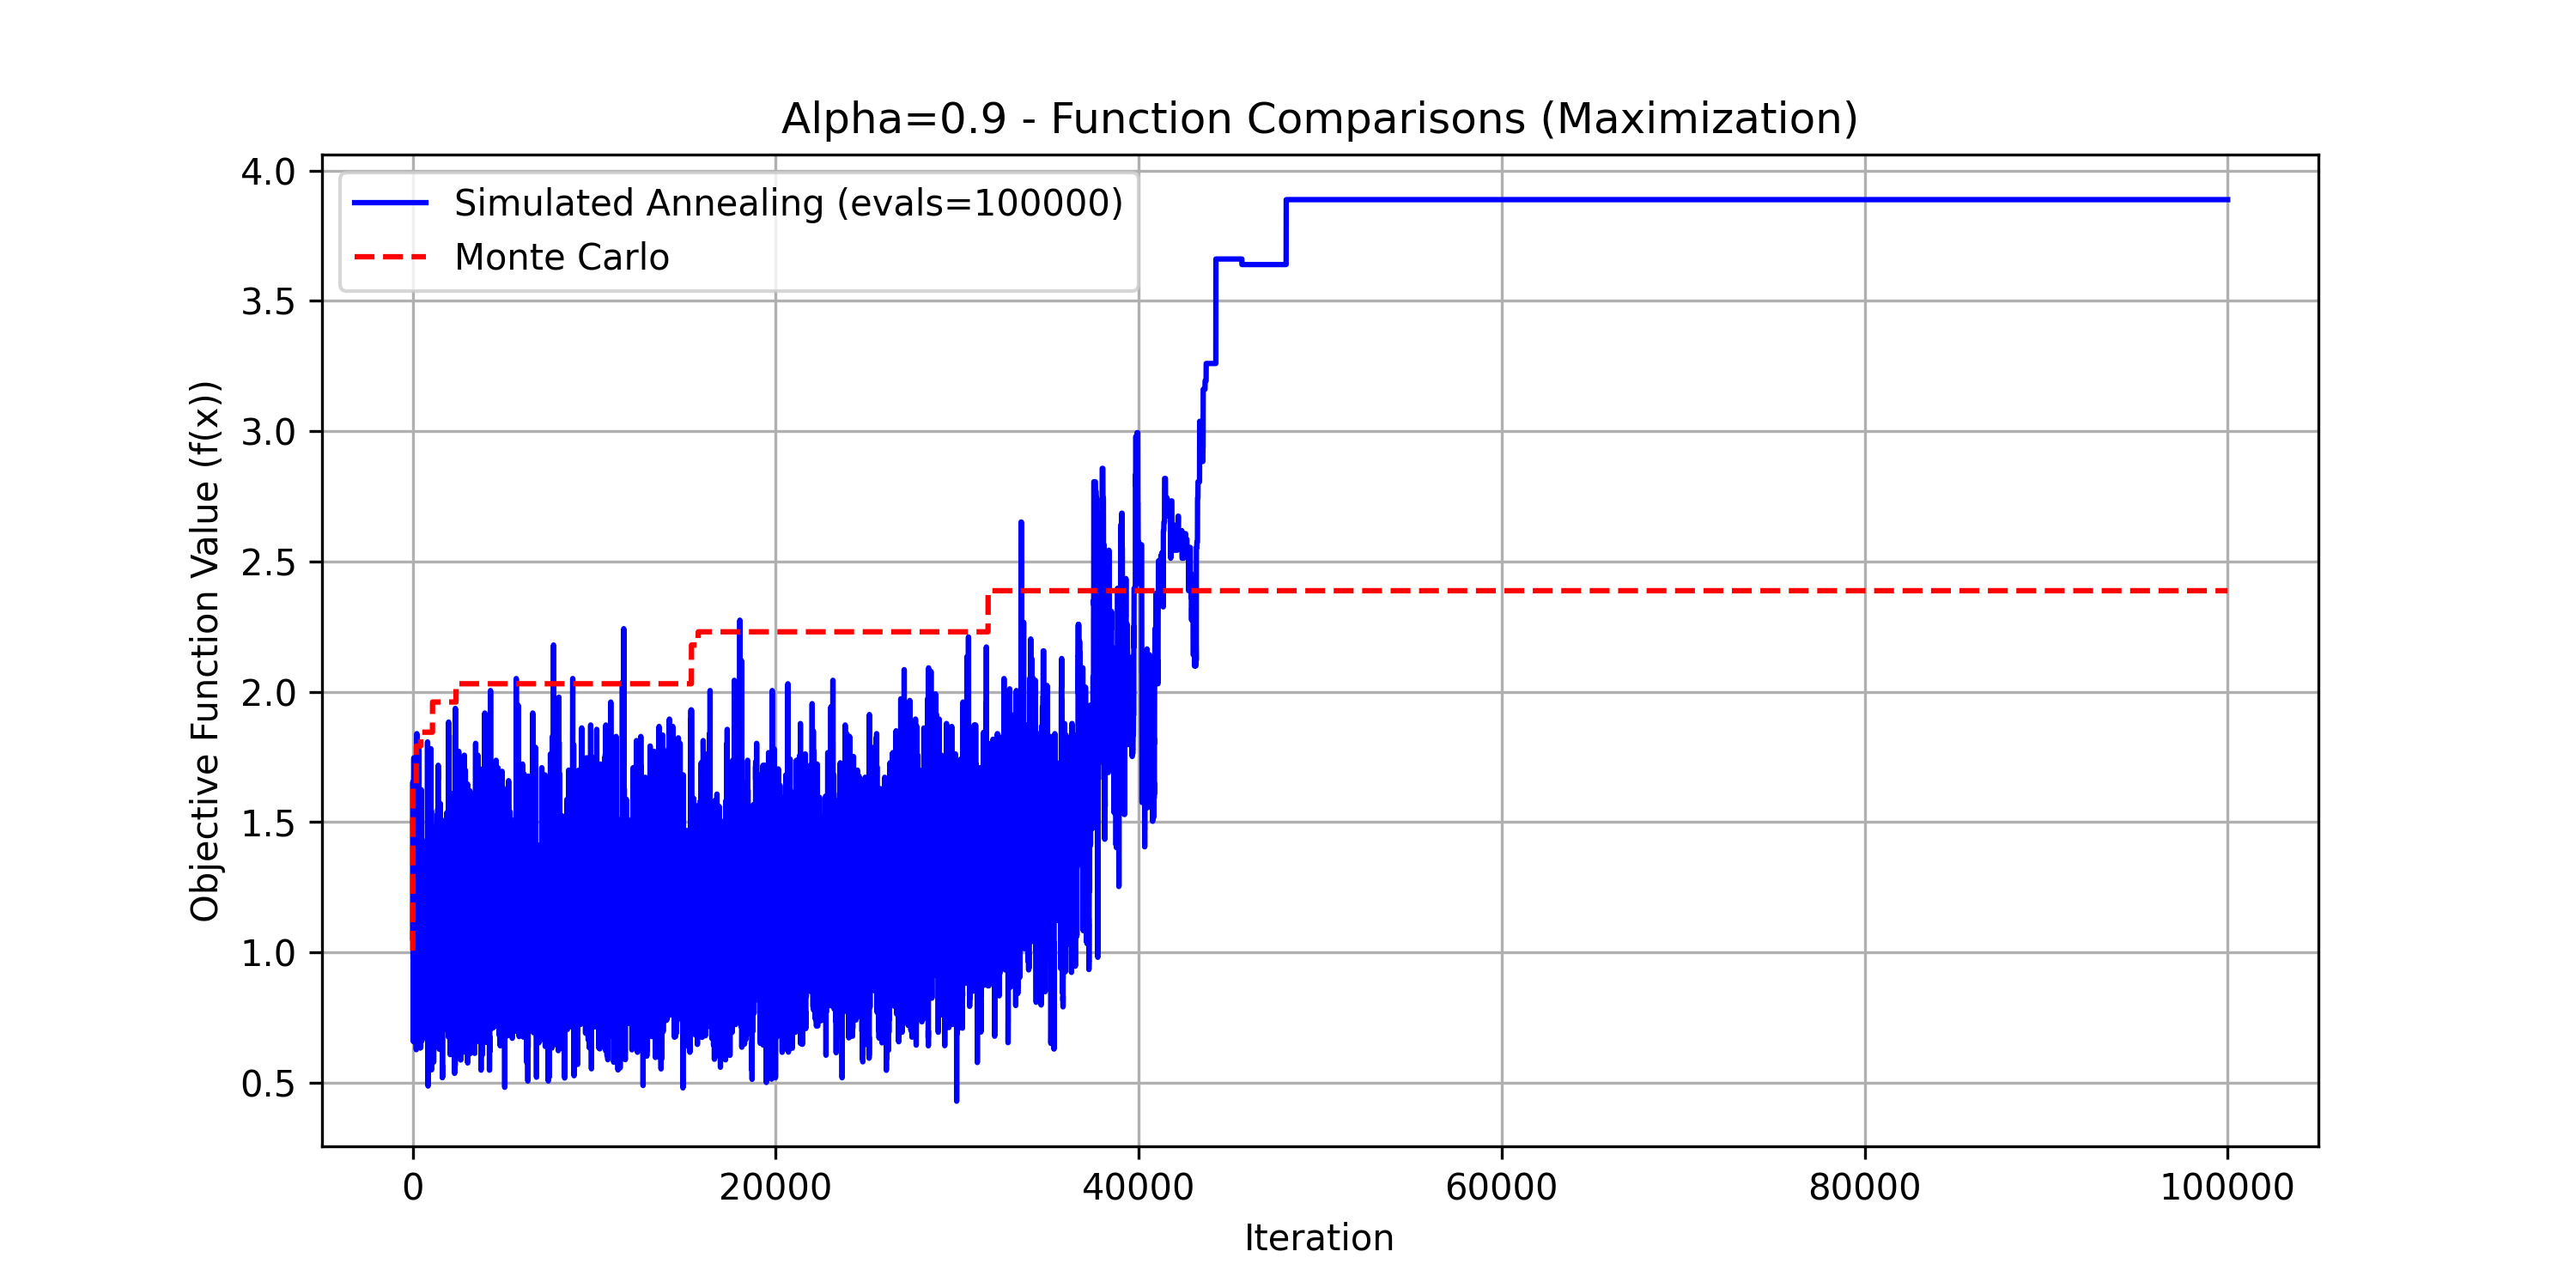 Alpha=0.9 - Function Comparisons (Maximization)
Simulated Annealing (evals=100000)
Monte Carlo
Objective Function Value (f(x))
4.0
3.5
3.0
2.5
2.0
1.5
1.0
0.5
0
20000
40000
60000
80000
100000
Iteration